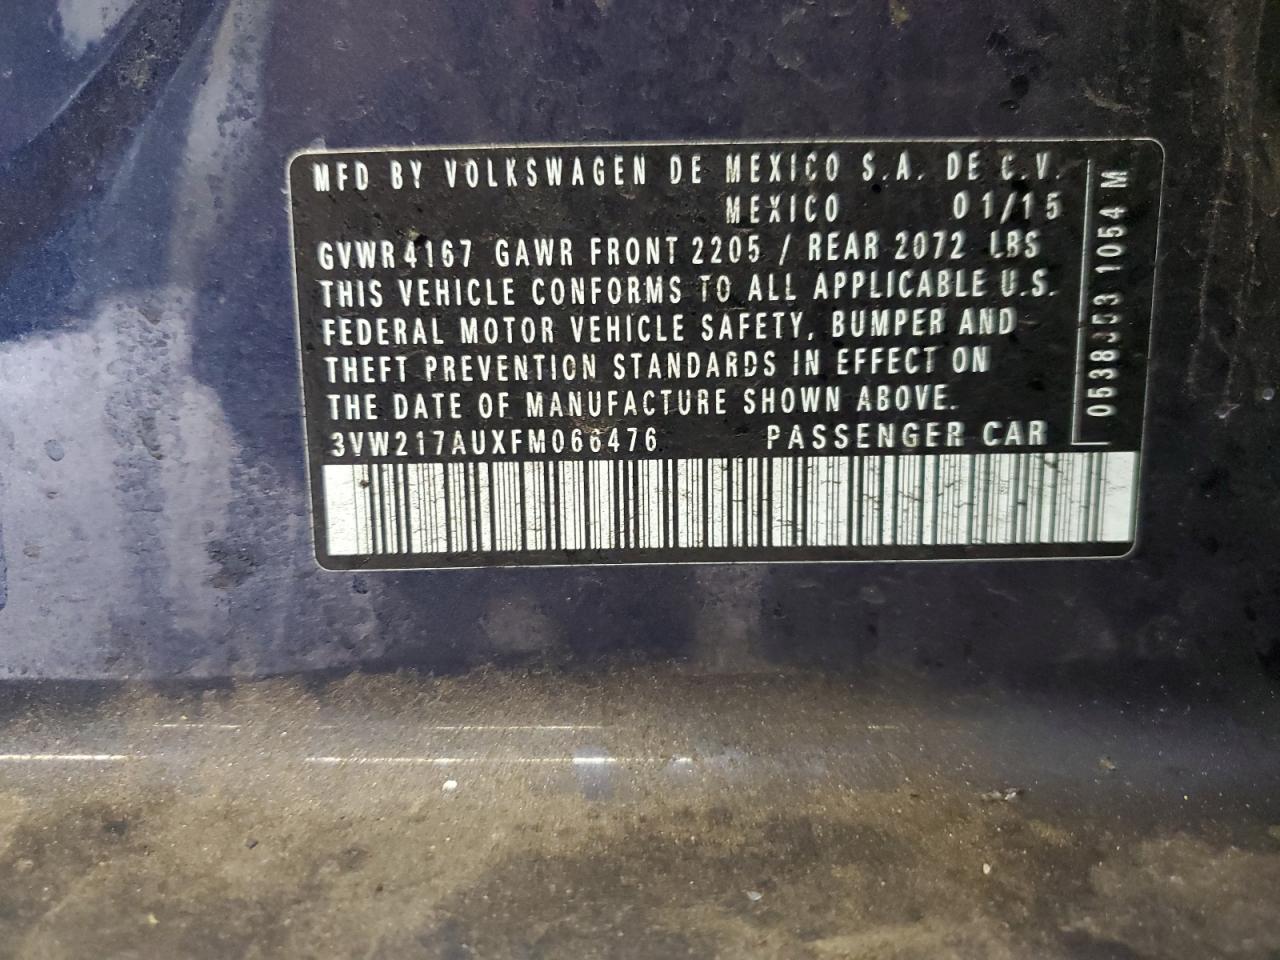 MFD BY VOLKSWAGEN DE MEXICO S.A. DE C.V.
MEXICO 01/15
GVWR 4167 GAWR FRONT 2205 / REAR 2072 LBS
THIS VEHICLE CONFORMS TO ALL APPLICABLE U.S.
FEDERAL MOTOR VEHICLE SAFETY, BUMPER AND
THEFT PREVENTION STANDARDS IN EFFECT ON
THE DATE OF MANUFACTURE SHOWN ABOVE.
3VW217AUXFM066476 PASSENGER CAR
1054 M